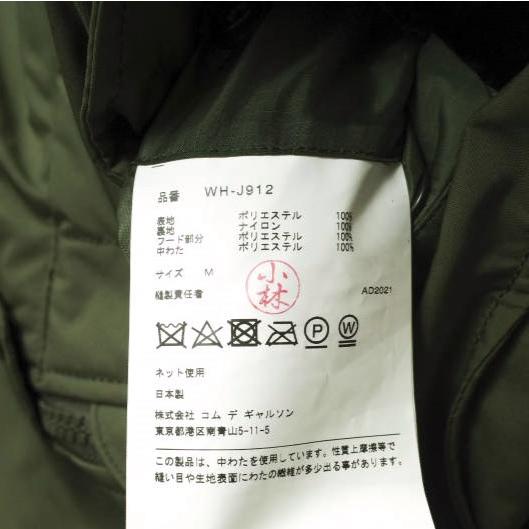 品番 WH-J912
表地 ポリエステル 100%
裏地 ナイロン 100%
フード部分 ポリエステル 100%
中わた ポリエステル 100%
サイズ M
小林
縫製責任者 AD2021
P W
ネット使用
日本製
株式会社 コム デ ギャルソン
東京都港区南青山5-11-5
この製品は、中わたを使用しています。性質上摩擦等で
縫い目や生地表面にわたの繊維が多少出る事があります。